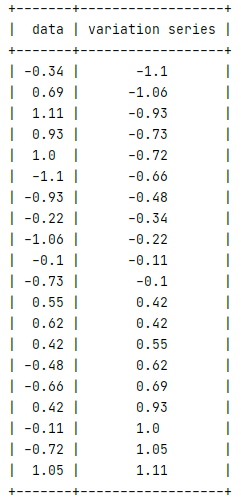 +-------+------------------+
|  data | variation series |
+-------+------------------+
| -0.34 |       -1.1       |
|  0.69 |      -1.06       |
|  1.11 |      -0.93       |
|  0.93 |      -0.73       |
|  1.0  |      -0.72       |
|  -1.1 |      -0.66       |
| -0.93 |      -0.48       |
| -0.22 |      -0.34       |
| -1.06 |      -0.22       |
|  -0.1 |      -0.11       |
| -0.73 |       -0.1       |
|  0.55 |       0.42       |
|  0.62 |       0.42       |
|  0.42 |       0.55       |
| -0.48 |       0.62       |
| -0.66 |       0.69       |
|  0.42 |       0.93       |
| -0.11 |       1.0        |
| -0.72 |       1.05       |
|  1.05 |       1.11       |
+-------+------------------+